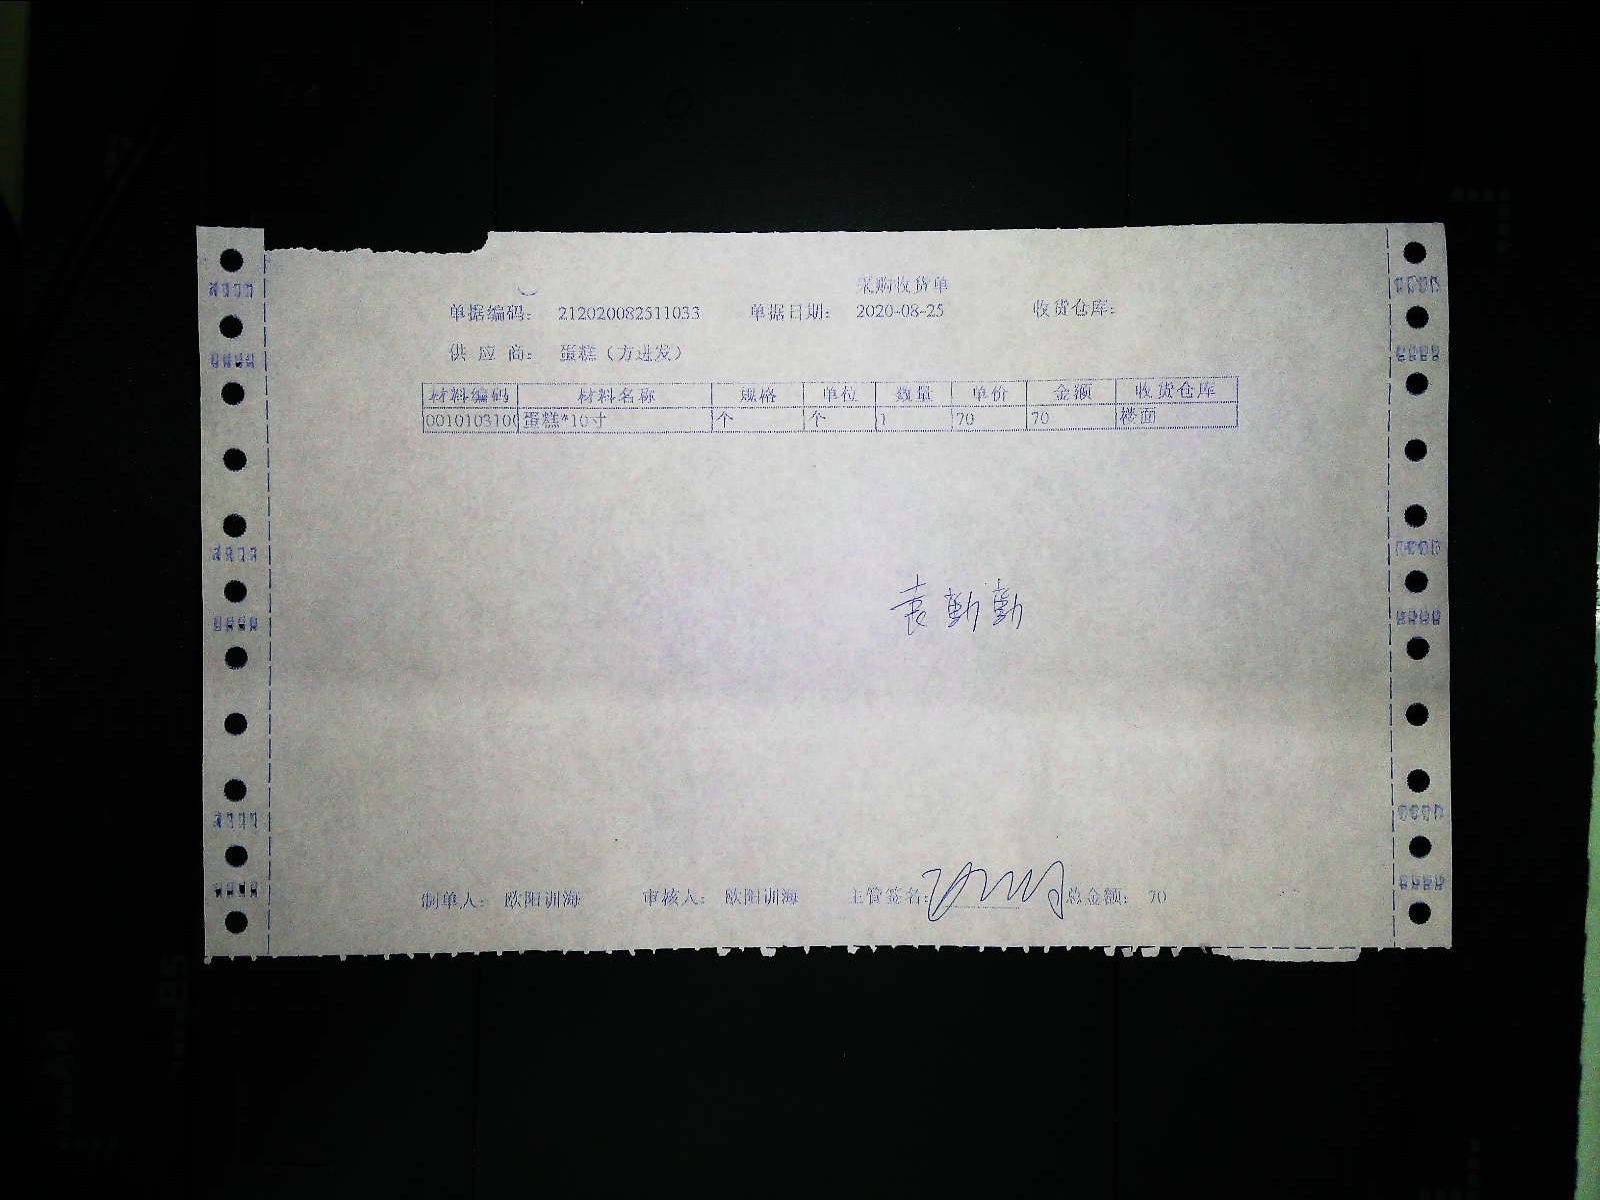 采购收货单
单据编码： 212020082511033 单据日期： 2020-08-25 收货仓库：
供 应 商： 蛋糕（方进发）
材料编码 材料名称 规格 单位 数量 单价 金额 收货仓库
0010103100 蛋糕*10寸 个 个 1 70 70 楼面
袁勤勤
制单人： 欧阳训海 审核人： 欧阳训海 主管签名： 总金额： 70